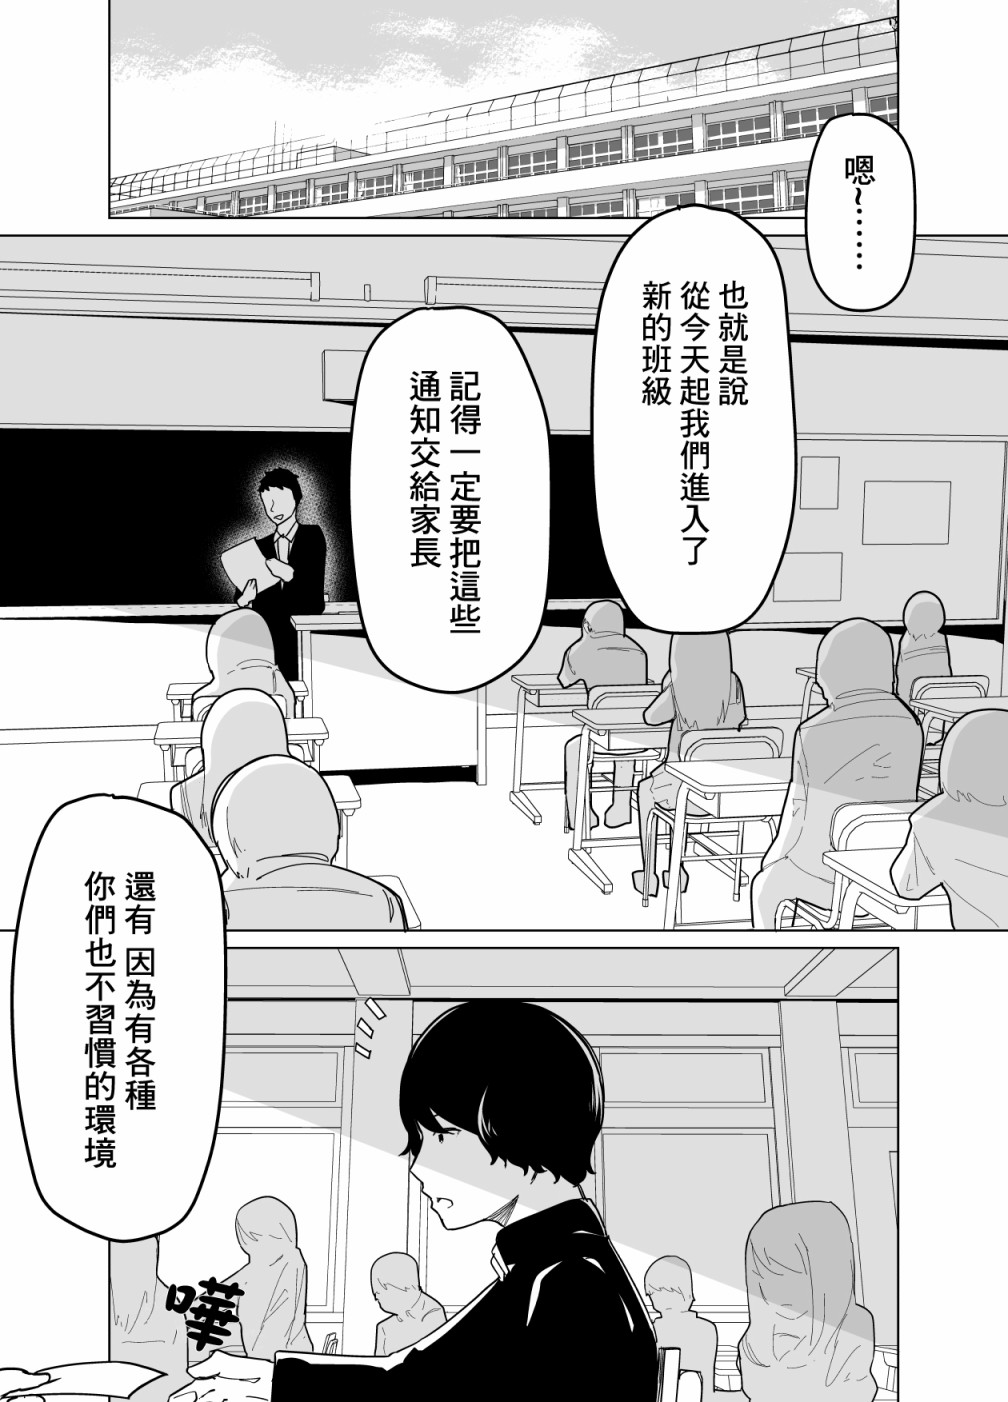 嗯~……
也就是說
從今天起我們進入了
新的班級
記得一定要把這些
通知交給家長
還有 因為有各種
你們也不習慣的環境
嘩